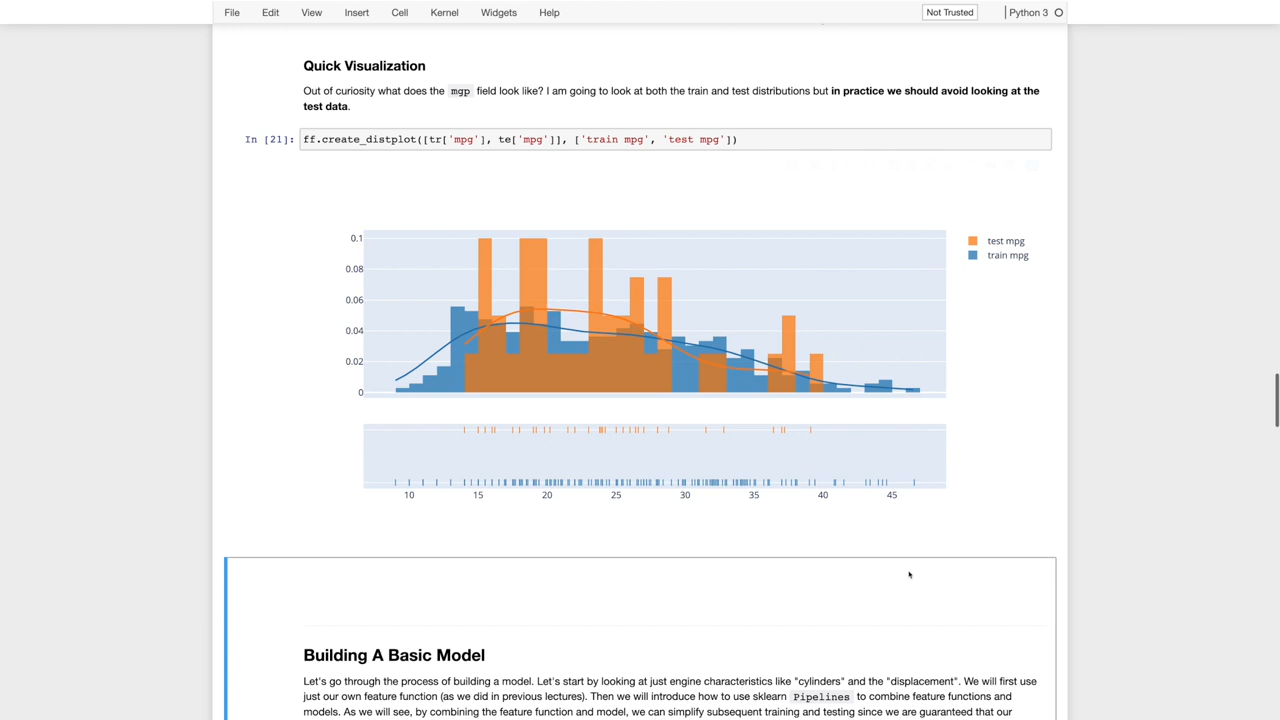 File Edit View Insert Cell Kernel Widgets Help Not Trusted Python 3
Quick Visualization
Out of curiosity what does the mgp field look like? I am going to look at both the train and test distributions but in practice we should avoid looking at the
test data.
In [21]: ff.create_distplot([tr['mpg'], te['mpg']], ['train mpg', 'test mpg'])
0.1
0.08
0.06
0.04
0.02
0
test mpg
train mpg
10 15 20 25 30 35 40 45
Building A Basic Model
Let's go through the process of building a model. Let's start by looking at just engine characteristics like "cylinders" and the "displacement". We will first use
just our own feature function (as we did in previous lectures). Then we will introduce how to use sklearn Pipelines to combine feature functions and
models. As we will see, by combining the feature function and model, we can simplify subsequent training and testing since we are guaranteed that our